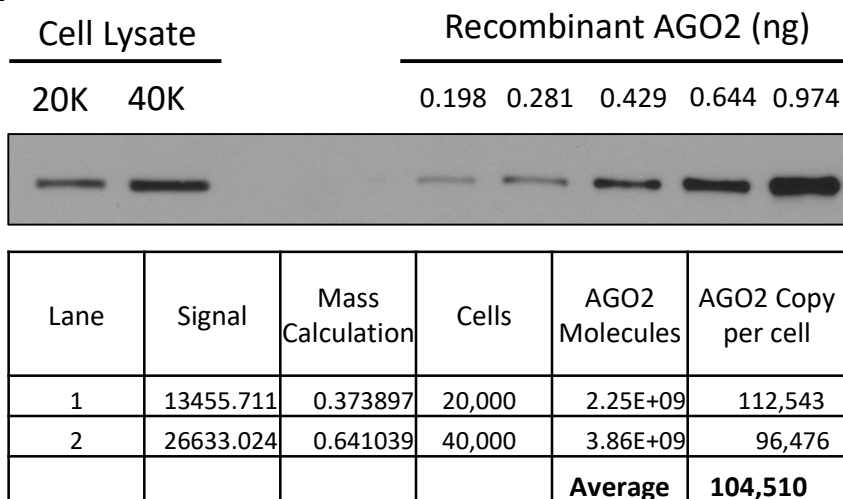 Cell Lysate Recombinant AGO2 (ng)
20K 40K 0.198 0.281 0.429 0.644 0.974
Lane Signal Mass Calculation Cells AGO2 Molecules AGO2 Copy per cell
1 13455.711 0.373897 20,000 2.25E+09 112,543
2 26633.024 0.641039 40,000 3.86E+09 96,476
Average 104,510